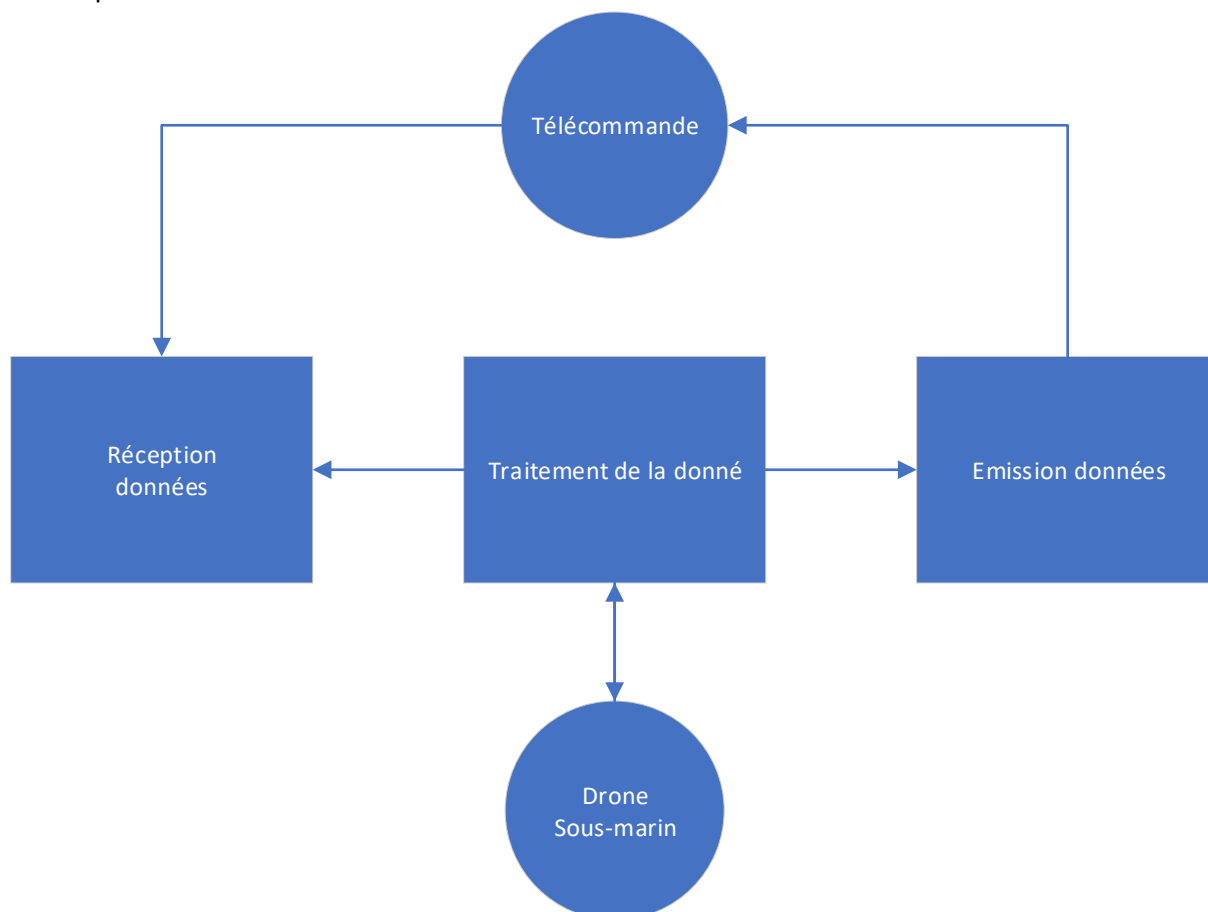 Télécommande
Réception
données
Traitement de la donné
Emission données
Drone
Sous-marin